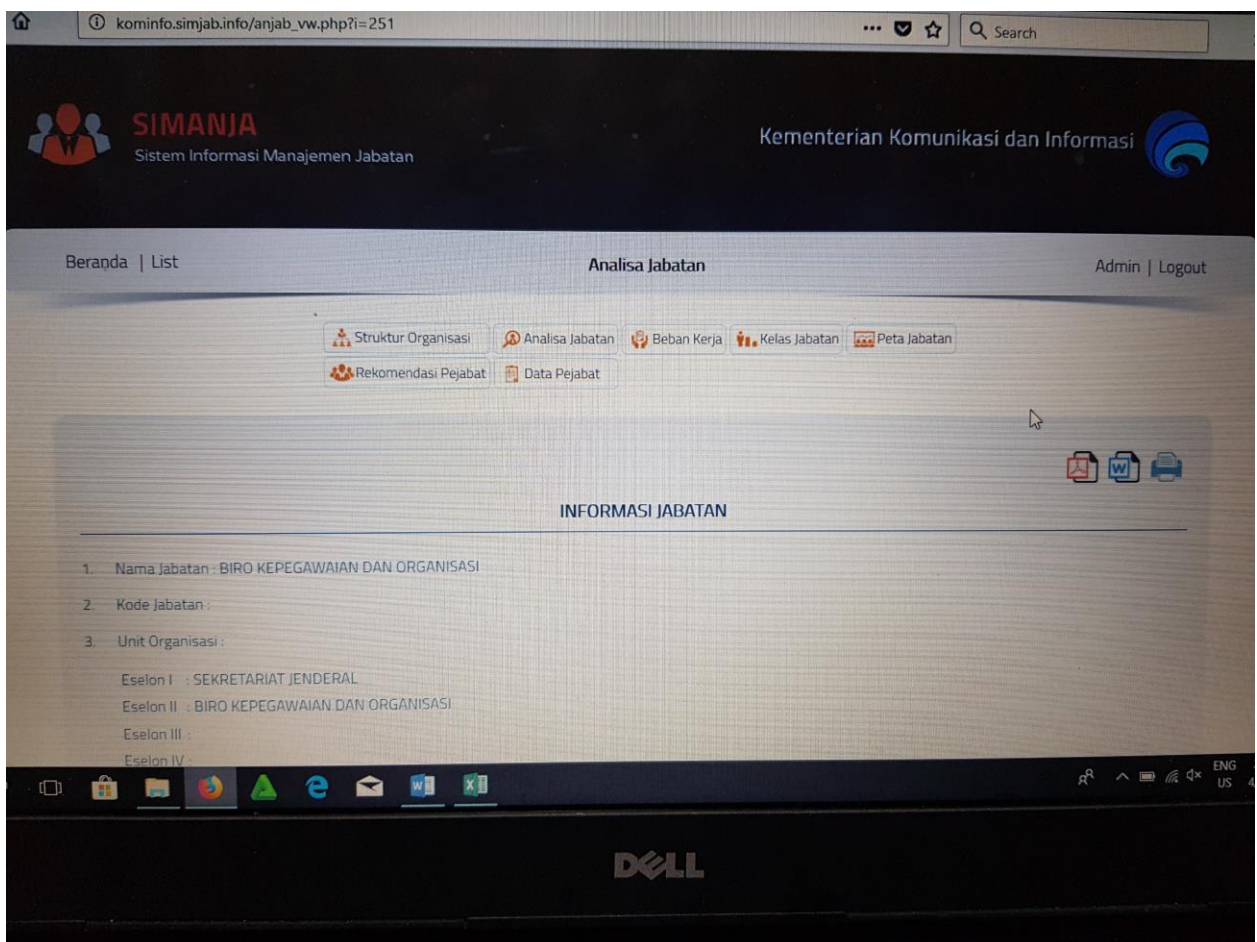 kominfo.simjab.info/anjab_vw.php?i=251
Search
SIMANJA
Sistem Informasi Manajemen Jabatan
Kementerian Komunikasi dan Informasi
Beranda | List
Analisa Jabatan
Admin | Logout
Struktur Organisasi
Analisa Jabatan
Beban Kerja
Kelas Jabatan
Peta Jabatan
Rekomendasi Pejabat
Data Pejabat
INFORMASI JABATAN
1. Nama Jabatan : BIRO KEPEGAWAIAN DAN ORGANISASI
2. Kode Jabatan :
3. Unit Organisasi :
Eselon I : SEKRETARIAT JENDERAL
Eselon II : BIRO KEPEGAWAIAN DAN ORGANISASI
Eselon III :
Eselon IV :
ENG
US
DELL